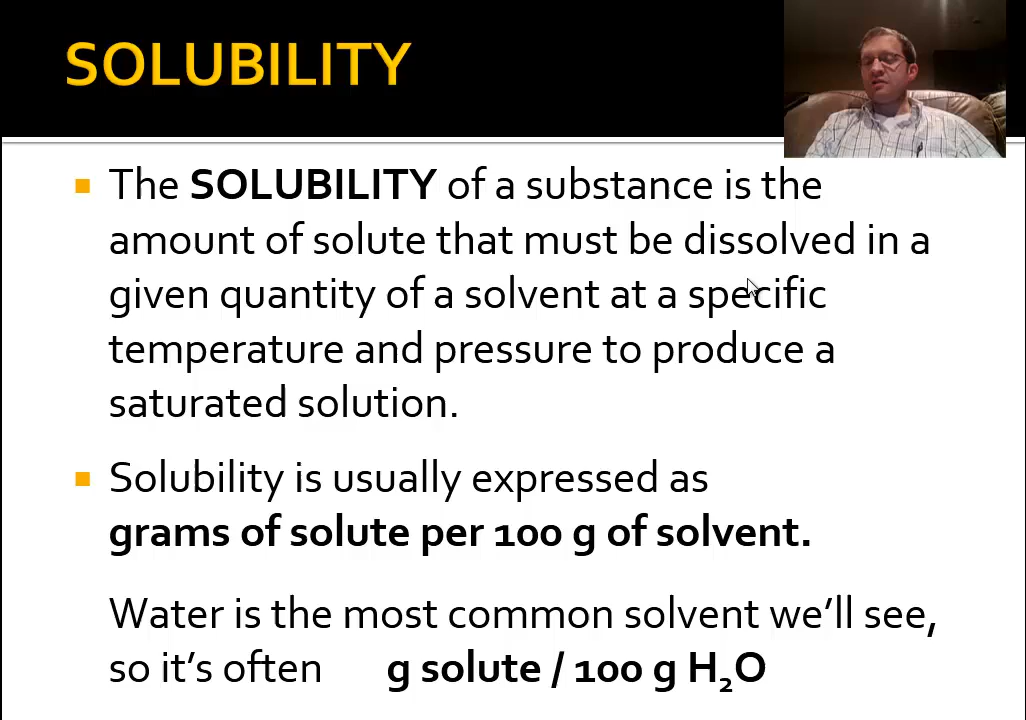 SOLUBILITY
The SOLUBILITY of a substance is the
amount of solute that must be dissolved in a
given quantity of a solvent at a specific
temperature and pressure to produce a
saturated solution.
Solubility is usually expressed as
grams of solute per 100 g of solvent.
Water is the most common solvent we’ll see,
so it’s often g solute / 100 g H₂O